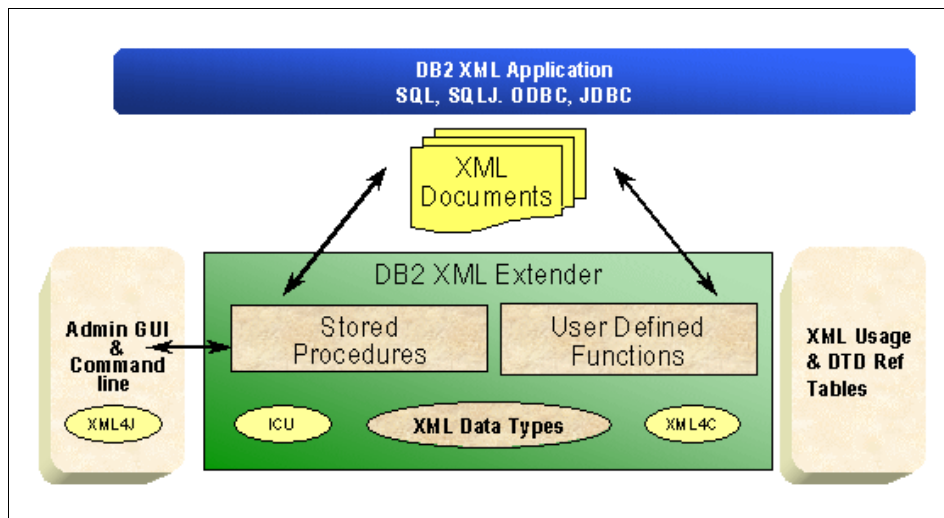 DB2 XML Application
SQL, SQLJ. ODBC, JDBC
XML
Documents
DB2 XML Extender
Admin GUI
&
Command
line
XML4J
Stored
Procedures
User Defined
Functions
ICU
XML Data Types
XML4C
XML Usage
& DTD Ref
Tables